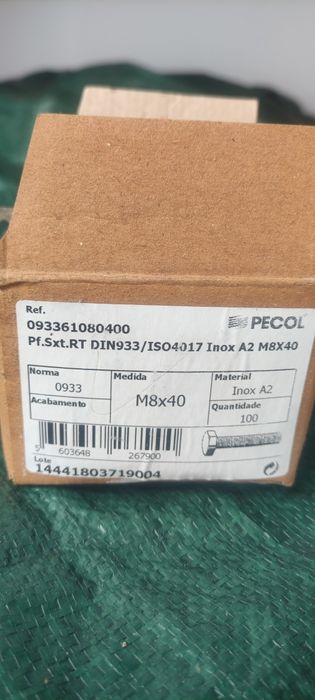 Ref.
093361080400
PECOL
Pf.Sxt.RT DIN933/ISO4017 Inox A2 M8X40
Norma
0933
Acabamento
Medida
M8x40
Material
Inox A2
Quantidade
100
5 603648 267900
Lote
14441803719004